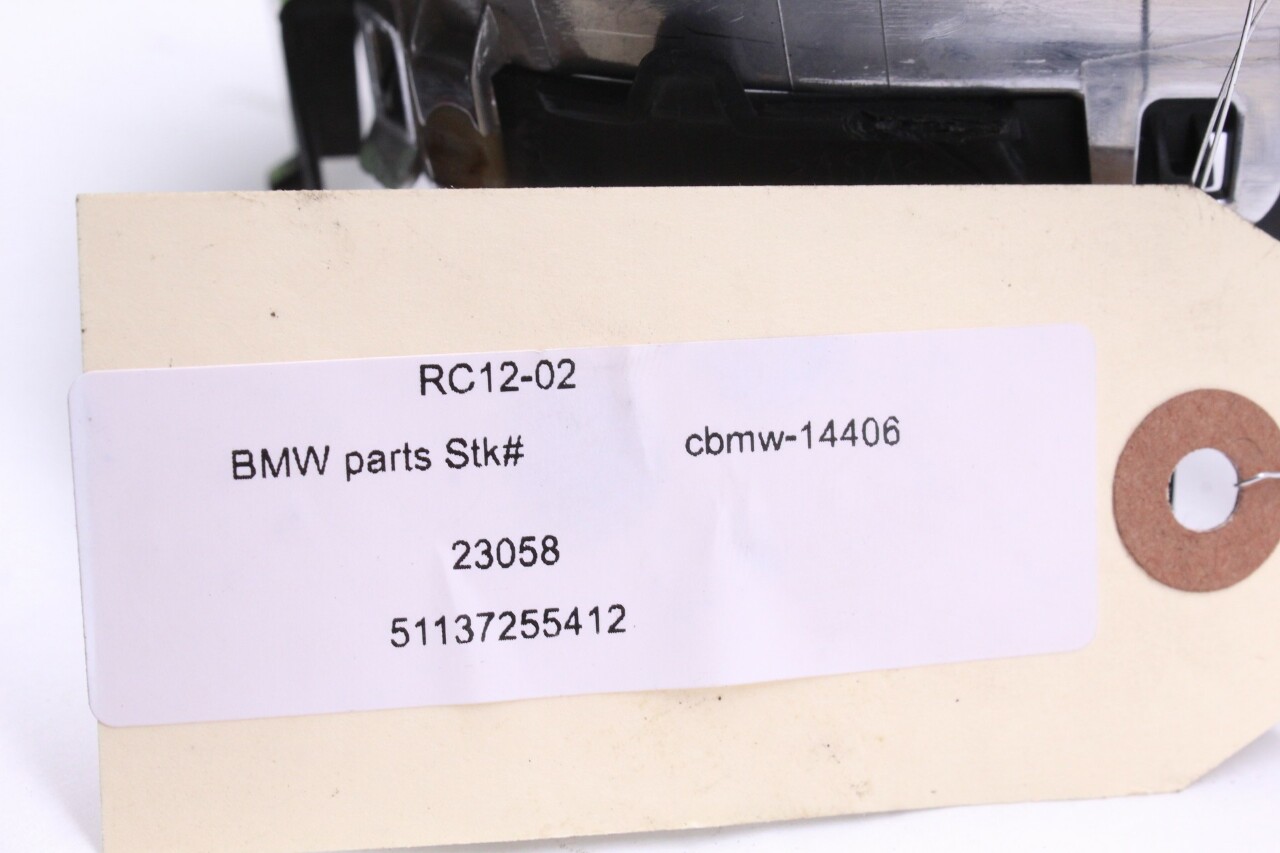 RC12-02
BMW parts Stk# cbmw-14406
23058
51137255412